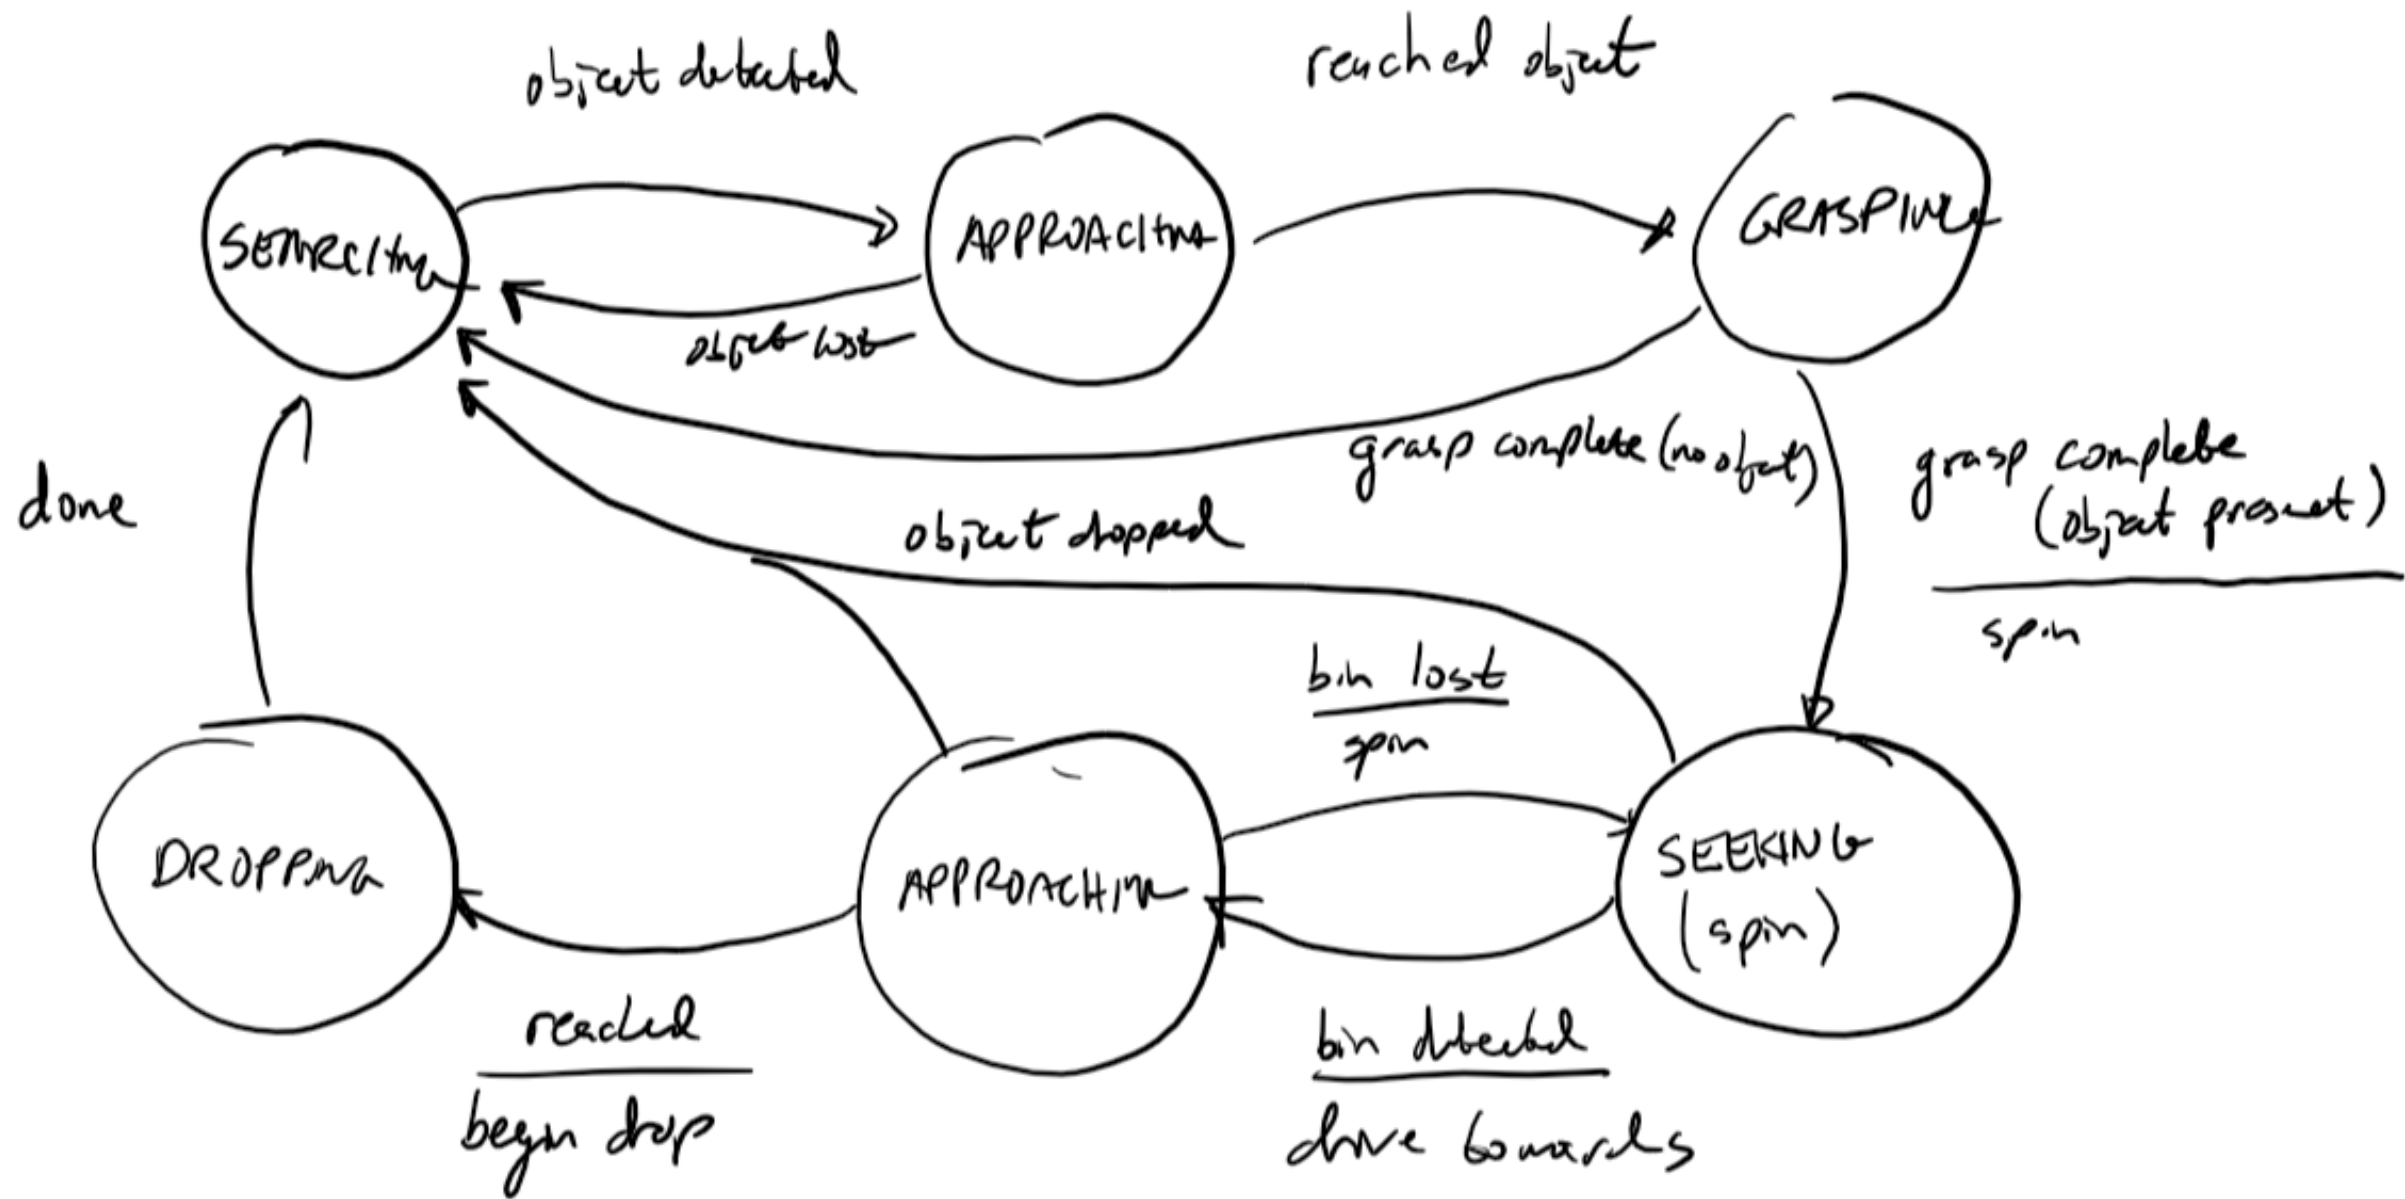 object detected
reached object
SEARCHING
APPROACHING
GRASPING
object lost
grasp complete (no object)
grasp complete
(object present)
spin
done
object dropped
bin lost
spin
DROPPING
APPROACHING
SEEKING
(spin)
reached
begin drop
bin detected
drive towards